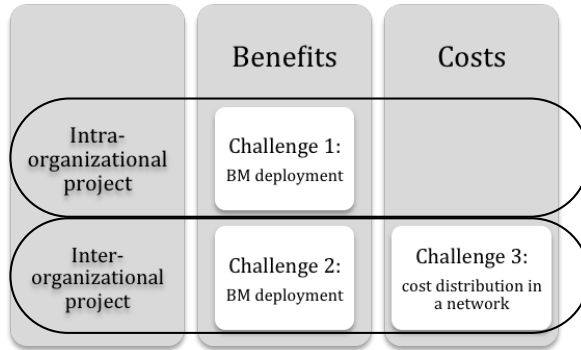 Benefits
Costs
Intra-
organizational
project
Challenge 1:
BM deployment
Inter-
organizational
project
Challenge 2:
BM deployment
Challenge 3:
cost distribution in
a network